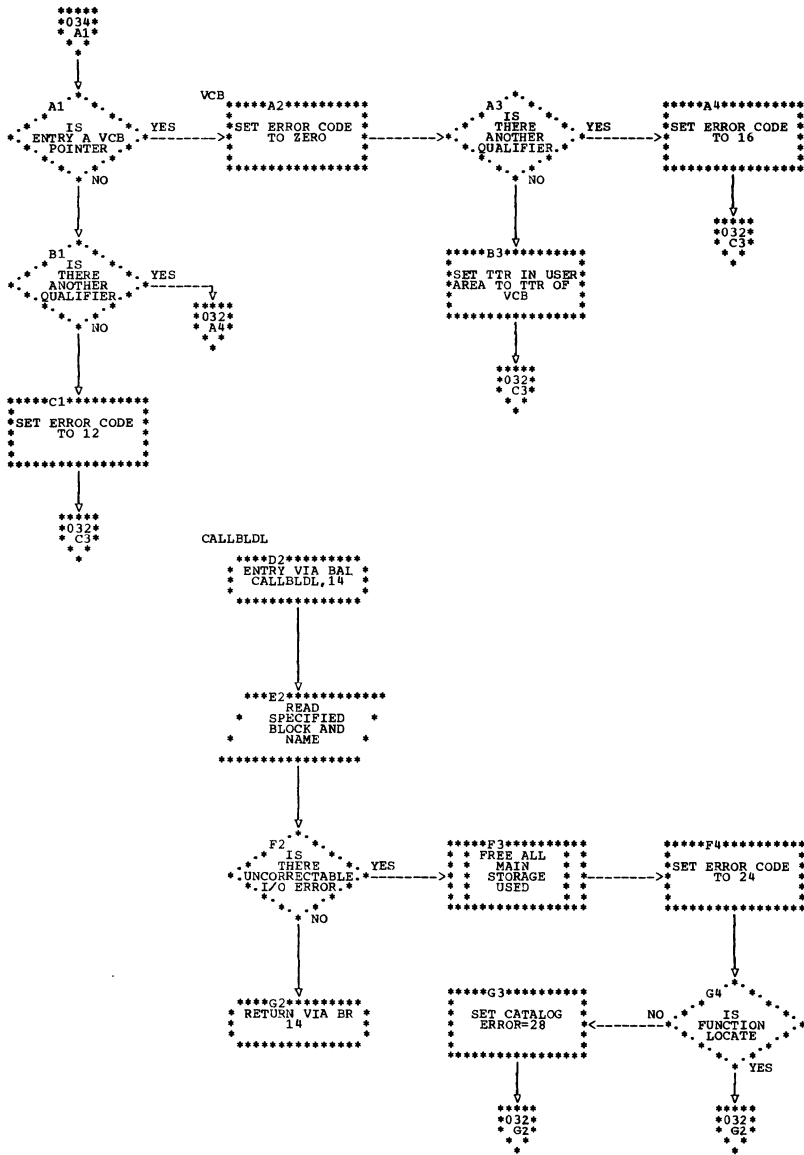 034
A1
A1
IS
ENTRY A VCB
POINTER
YES
NO
VCB
A2
SET ERROR CODE
TO ZERO
A3
IS
THERE
ANOTHER
QUALIFIER
YES
NO
A4
SET ERROR CODE
TO 16
032
C3
B1
IS
THERE
ANOTHER
QUALIFIER
YES
NO
032
A4
B3
SET TTR IN USER
AREA TO TTR OF
VCB
032
C3
C1
SET ERROR CODE
TO 12
032
C3
CALLBLDL
D2
ENTRY VIA BAL
CALLBLDL,14
E2
READ
SPECIFIED
BLOCK AND
NAME
F2
IS
THERE
UNCORRECTABLE
I/O ERROR
YES
NO
F3
FREE ALL
MAIN
STORAGE
USED
F4
SET ERROR CODE
TO 24
G2
RETURN VIA BR
14
G3
SET CATALOG
ERROR=28
G4
IS
FUNCTION
LOCATE
NO
YES
032
G2
032
G2